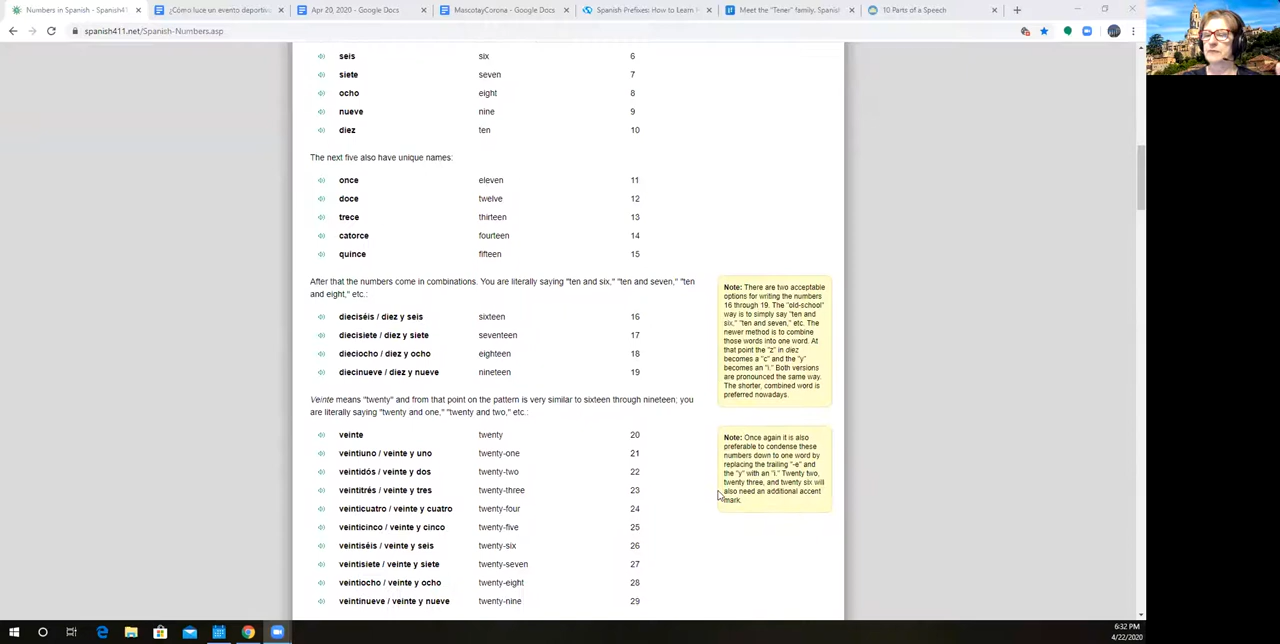 Numbers in Spanish - Spanish41
¿Cómo luce un evento deportiv
Apr 20, 2020 - Google Docs
MascotayCorona - Google Docs
Spanish Prefixes: How to Learn
Meet the "Tener" family. Spanish
10 Parts of a Speech
spanish411.net/Spanish-Numbers.asp
seis six 6
siete seven 7
ocho eight 8
nueve nine 9
diez ten 10
The next five also have unique names:
once eleven 11
doce twelve 12
trece thirteen 13
catorce fourteen 14
quince fifteen 15
After that the numbers come in combinations. You are literally saying "ten and six," "ten and seven," "ten
and eight," etc.:
dieciséis / diez y seis sixteen 16
diecisiete / diez y siete seventeen 17
dieciocho / diez y ocho eighteen 18
diecinueve / diez y nueve nineteen 19
Note: There are two acceptable
options for writing the numbers
16 through 19. The "old-school"
way is to simply say "ten and
six," "ten and seven," etc. The
newer method is to combine
those words into one word. At
that point the "z" in diez
becomes a "c" and the "y"
becomes an "i." Both versions
are pronounced the same way.
The shorter, combined word is
preferred nowadays.
Veinte means "twenty" and from that point on the pattern is very similar to sixteen through nineteen; you
are literally saying "twenty and one," "twenty and two," etc.:
veinte twenty 20
veintiuno / veinte y uno twenty-one 21
veintidós / veinte y dos twenty-two 22
veintitrés / veinte y tres twenty-three 23
veinticuatro / veinte y cuatro twenty-four 24
veinticinco / veinte y cinco twenty-five 25
veintiséis / veinte y seis twenty-six 26
veintisiete / veinte y siete twenty-seven 27
veintiocho / veinte y ocho twenty-eight 28
veintinueve / veinte y nueve twenty-nine 29
Note: Once again it is also
preferable to condense these
numbers down to one word by
replacing the trailing "-e" and
the "y" with an "i." Twenty two,
twenty three, and twenty six will
also need an additional accent
mark.
6:32 PM
4/22/2020